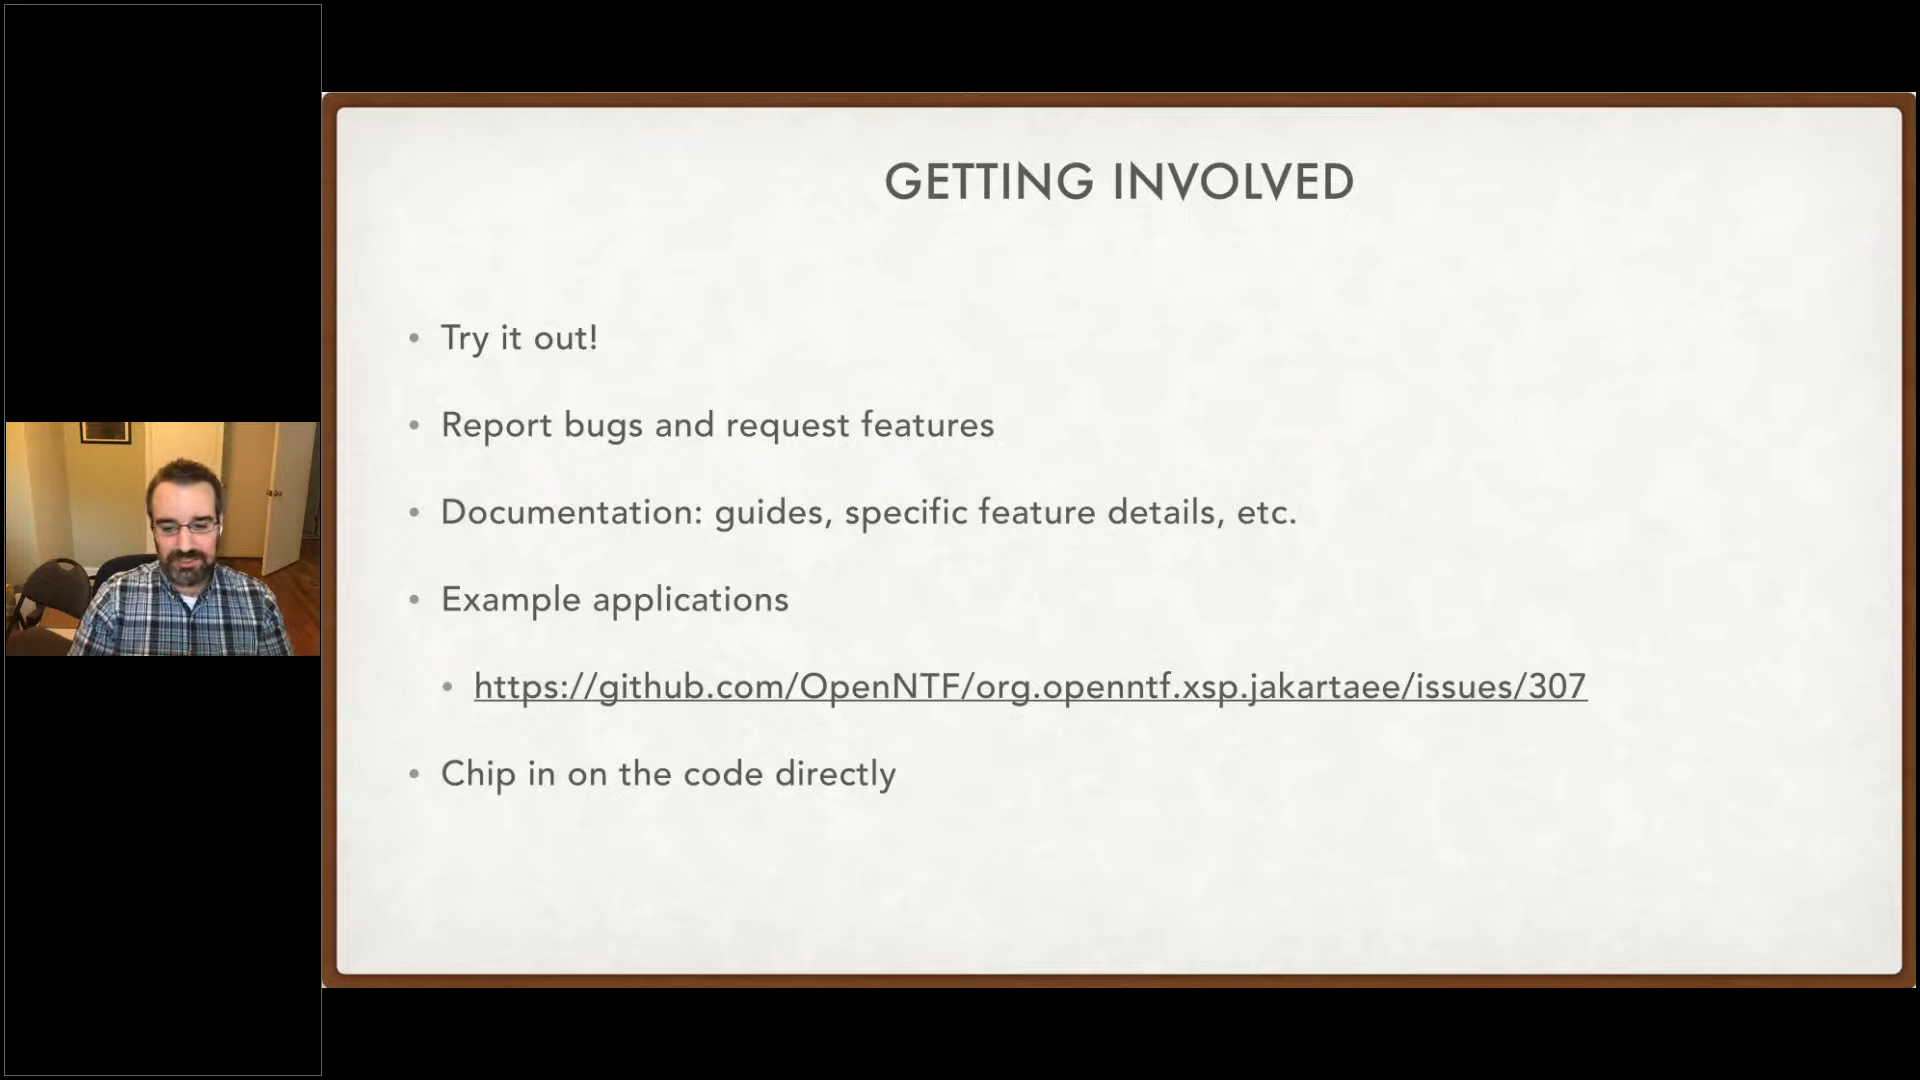 GETTING INVOLVED
• Try it out!
• Report bugs and request features
• Documentation: guides, specific feature details, etc.
• Example applications
• https://github.com/OpenNTF/org.openntf.xsp.jakartaee/issues/307
• Chip in on the code directly